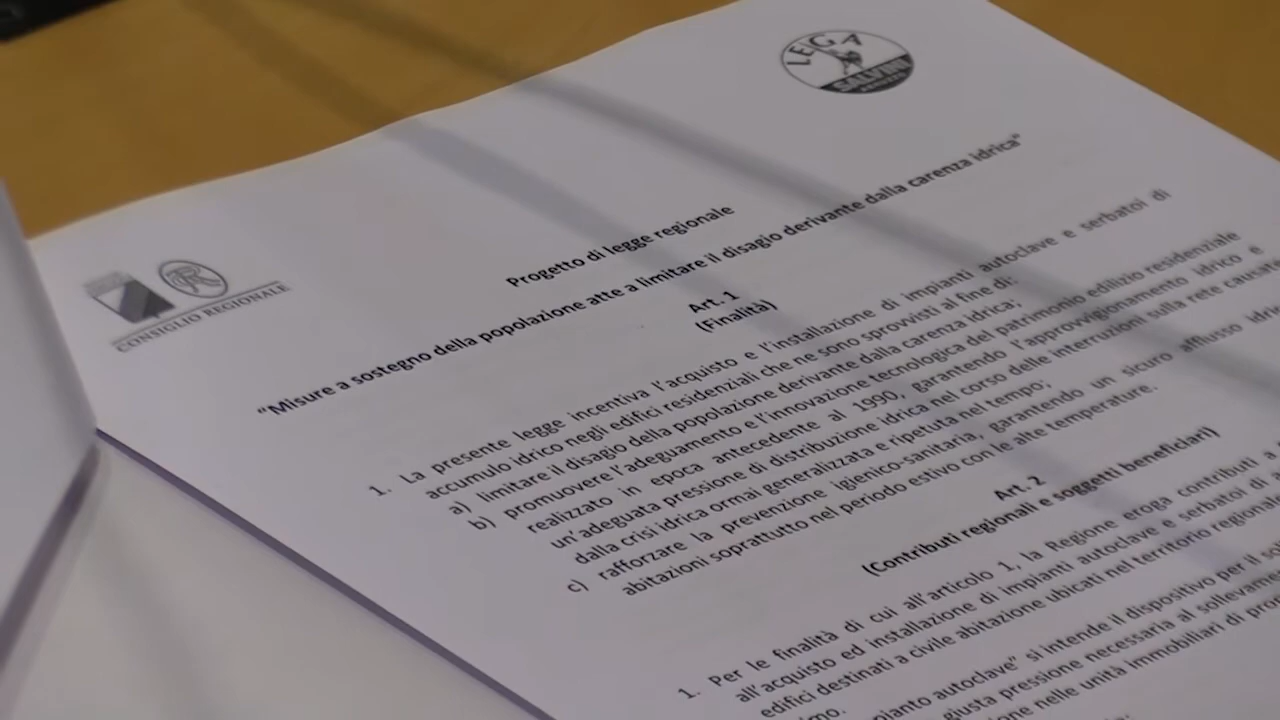 LEGA
SALVINI
CONSIGLIO REGIONALE
Progetto di legge regionale
"Misure a sostegno della popolazione atte a limitare il disagio derivante dalla carenza idrica"
Art. 1
(Finalità)
1. La presente legge incentiva l'acquisto e l'installazione di impianti autoclave e serbatoi di
accumulo idrico negli edifici residenziali che ne sono sprovvisti al fine di:
a) limitare il disagio della popolazione derivante dalla carenza idrica;
b) promuovere l'adeguamento e l'innovazione tecnologica del patrimonio edilizio residenziale
realizzato in epoca antecedente al 1990, garantendo l'approvvigionamento idrico e
un'adeguata pressione di distribuzione idrica nel corso delle interruzioni sulla rete causate
dalla crisi idrica ormai generalizzata e ripetuta nel tempo;
c) rafforzare la prevenzione igienico-sanitaria, garantendo un sicuro afflusso
abitazioni soprattutto nel periodo estivo con le alte temperature.
Art. 2
(Contributi regionali e soggetti beneficiari)
1. Per le finalità di cui all'articolo 1, la Regione eroga contributi
all'acquisto ed installazione di impianti autoclave e serbatoi di
edifici destinati a civile abitazione ubicati nel territorio
autoclave" si intende il dispositivo per il
giusta pressione necessaria al
nelle unità immobiliari di